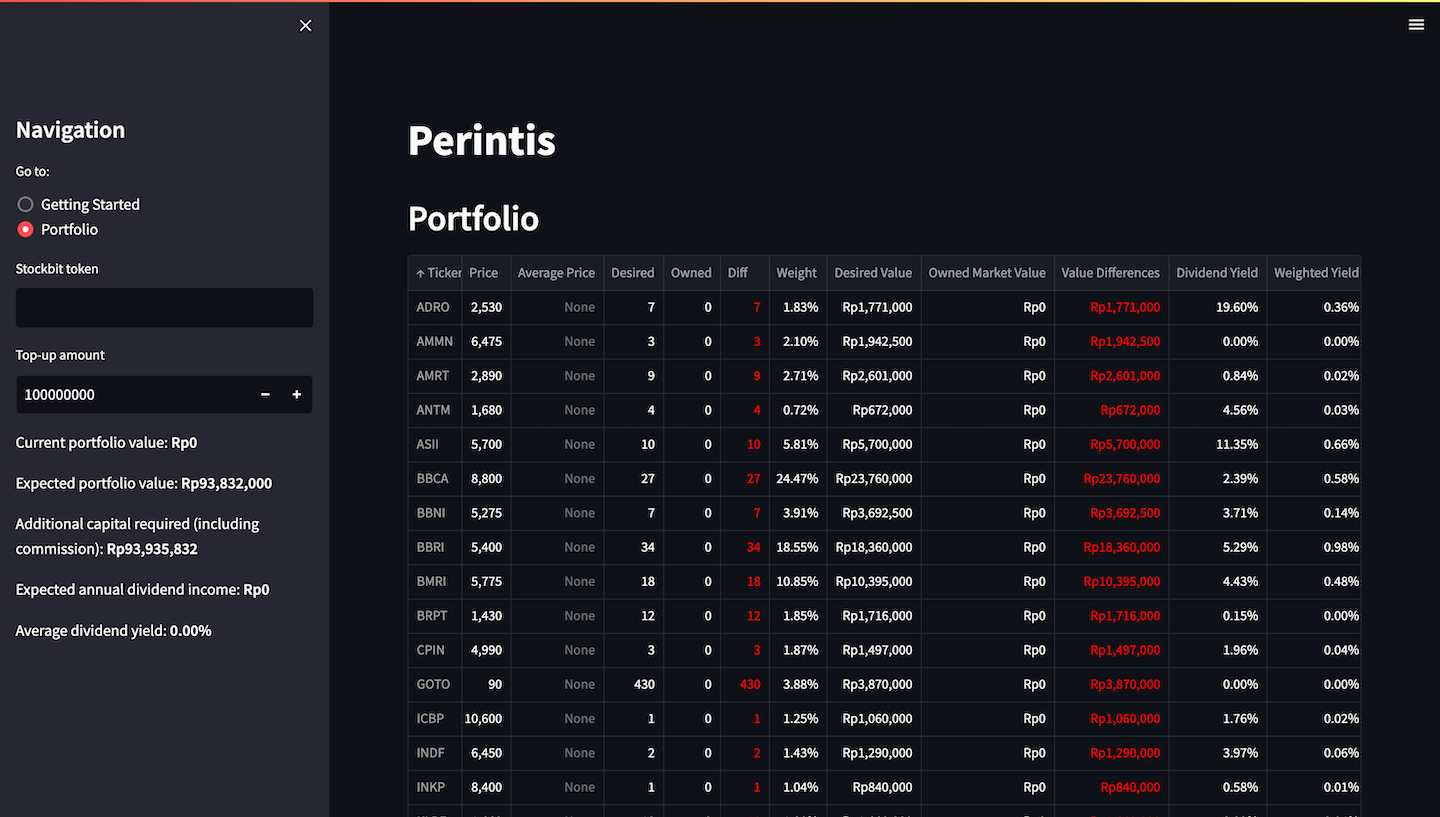 Navigation
Go to:
Getting Started
Portfolio
Stockbit token
Top-up amount
100000000 − +
Current portfolio value: Rp0
Expected portfolio value: Rp93,832,000
Additional capital required (including
commission): Rp93,935,832
Expected annual dividend income: Rp0
Average dividend yield: 0.00%
Perintis
Portfolio
↑ Ticker Price Average Price Desired Owned Diff Weight Desired Value Owned Market Value Value Differences Dividend Yield Weighted Yield
ADRO 2,530 None 7 0 7 1.83% Rp1,771,000 Rp0 Rp1,771,000 19.60% 0.36%
AMMN 6,475 None 3 0 3 2.10% Rp1,942,500 Rp0 Rp1,942,500 0.00% 0.00%
AMRT 2,890 None 9 0 9 2.71% Rp2,601,000 Rp0 Rp2,601,000 0.84% 0.02%
ANTM 1,680 None 4 0 4 0.72% Rp672,000 Rp0 Rp672,000 4.56% 0.03%
ASII 5,700 None 10 0 10 5.81% Rp5,700,000 Rp0 Rp5,700,000 11.35% 0.66%
BBCA 8,800 None 27 0 27 24.47% Rp23,760,000 Rp0 Rp23,760,000 2.39% 0.58%
BBNI 5,275 None 7 0 7 3.91% Rp3,692,500 Rp0 Rp3,692,500 3.71% 0.14%
BBRI 5,400 None 34 0 34 18.55% Rp18,360,000 Rp0 Rp18,360,000 5.29% 0.98%
BMRI 5,775 None 18 0 18 10.85% Rp10,395,000 Rp0 Rp10,395,000 4.43% 0.48%
BRPT 1,430 None 12 0 12 1.85% Rp1,716,000 Rp0 Rp1,716,000 0.15% 0.00%
CPIN 4,990 None 3 0 3 1.87% Rp1,497,000 Rp0 Rp1,497,000 1.96% 0.04%
GOTO 90 None 430 0 430 3.88% Rp3,870,000 Rp0 Rp3,870,000 0.00% 0.00%
ICBP 10,600 None 1 0 1 1.25% Rp1,060,000 Rp0 Rp1,060,000 1.76% 0.02%
INDF 6,450 None 2 0 2 1.43% Rp1,290,000 Rp0 Rp1,290,000 3.97% 0.06%
INKP 8,400 None 1 0 1 1.04% Rp840,000 Rp0 Rp840,000 0.58% 0.01%